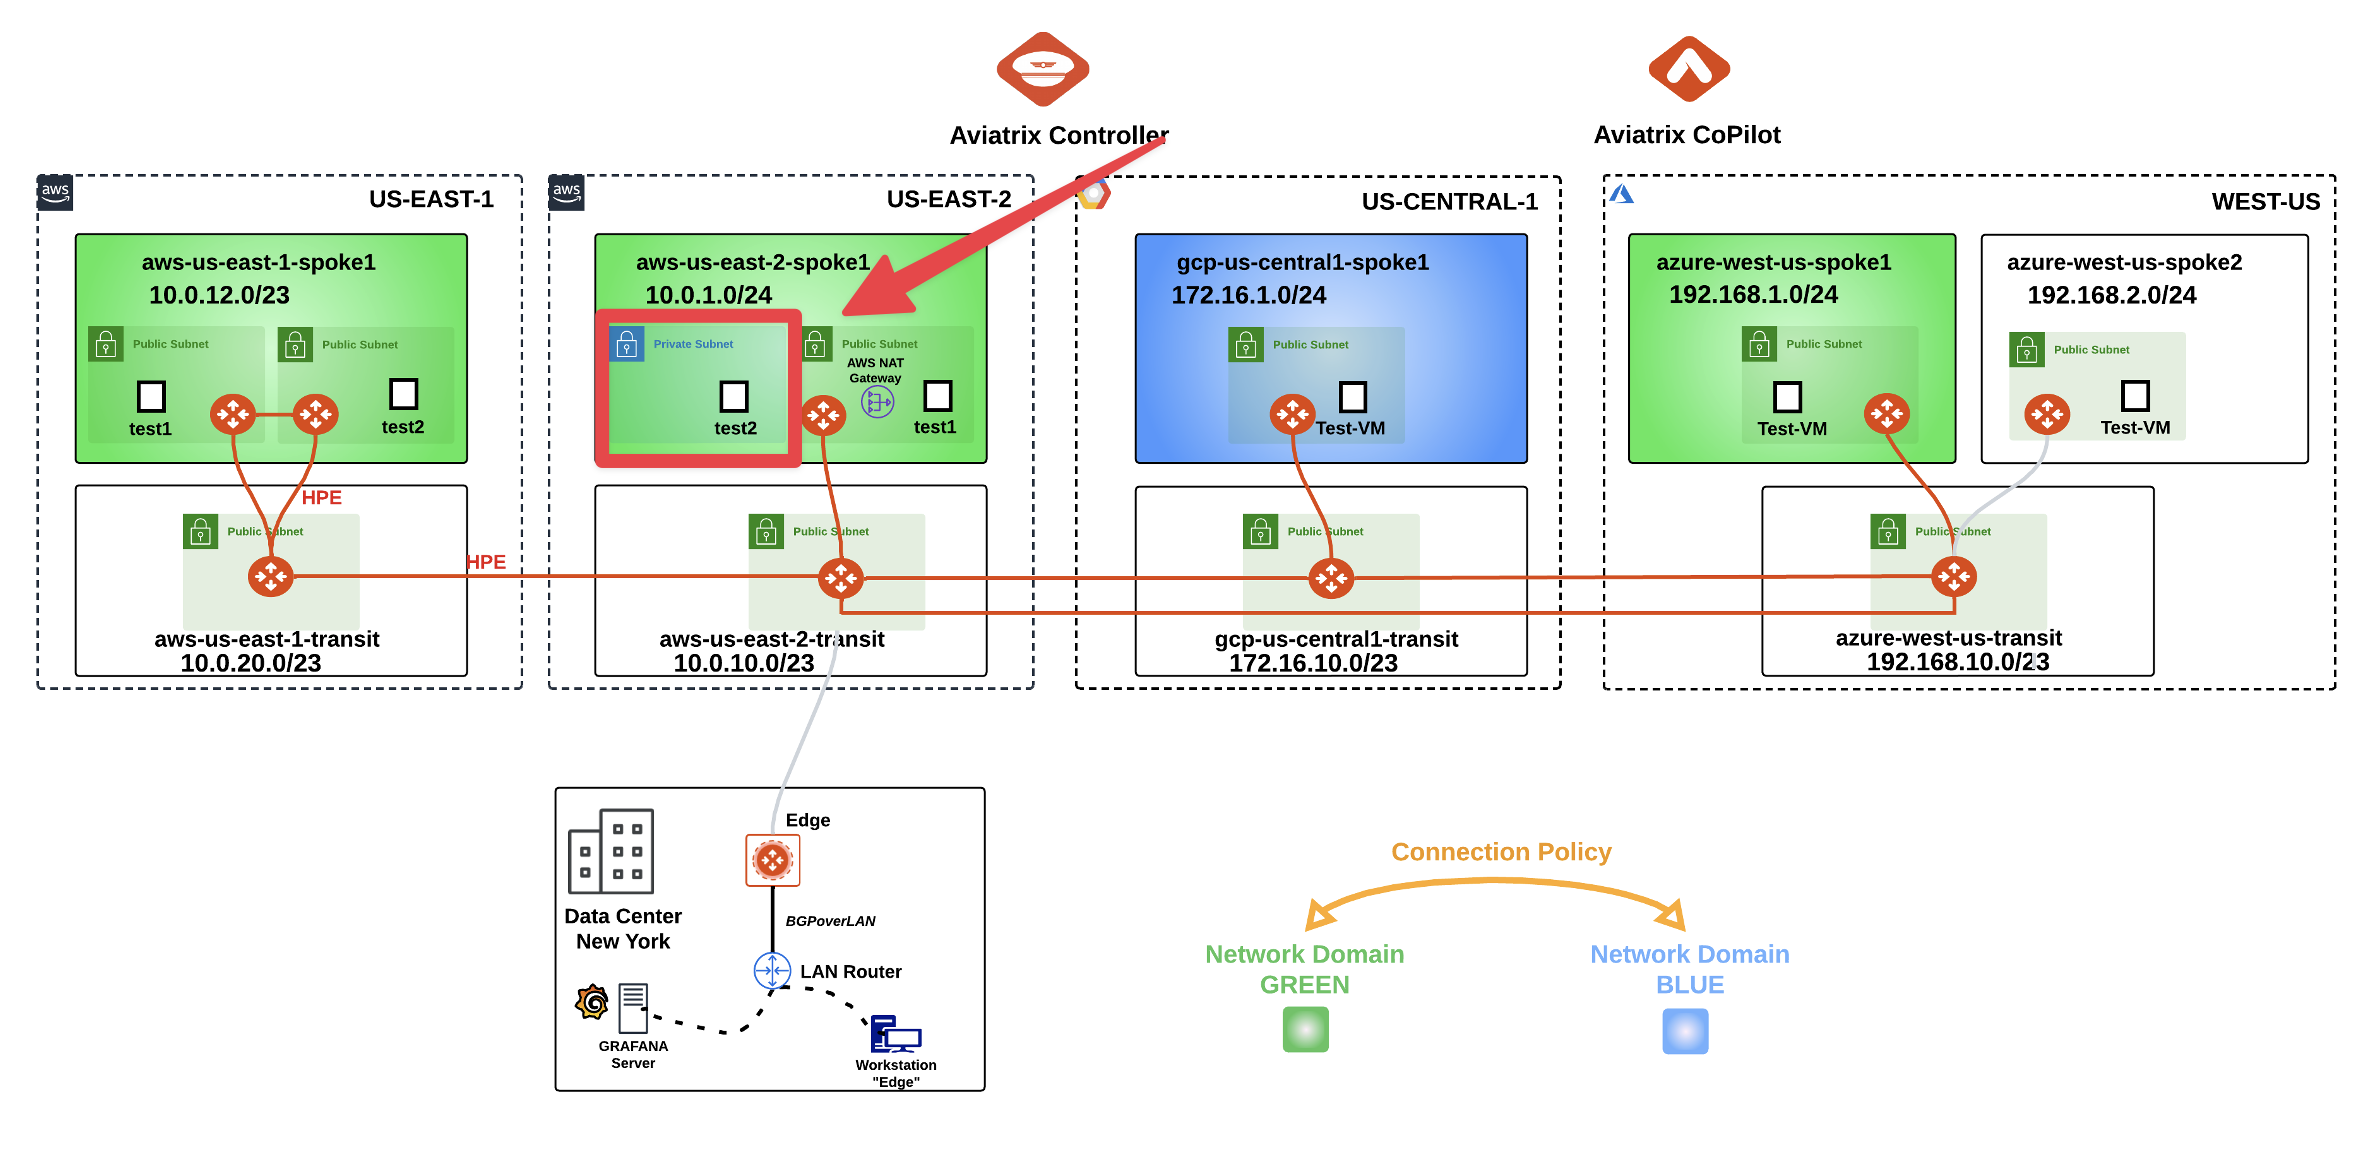 Aviatrix Controller
Aviatrix CoPilot
aws
US-EAST-1
aws-us-east-1-spoke1
10.0.12.0/23
Public Subnet
Public Subnet
test1
test2
HPE
Public Subnet
HPE
aws-us-east-1-transit
10.0.20.0/23
aws
US-EAST-2
aws-us-east-2-spoke1
10.0.1.0/24
Private Subnet
test2
Public Subnet
AWS NAT
Gateway
test1
Public Subnet
aws-us-east-2-transit
10.0.10.0/23
US-CENTRAL-1
gcp-us-central1-spoke1
172.16.1.0/24
Public Subnet
Test-VM
Public Subnet
gcp-us-central1-transit
172.16.10.0/23
WEST-US
azure-west-us-spoke1
192.168.1.0/24
Public Subnet
Test-VM
azure-west-us-spoke2
192.168.2.0/24
Public Subnet
Test-VM
Public Subnet
azure-west-us-transit
192.168.10.0/23
Edge
Data Center
New York
BGPoverLAN
LAN Router
GRAFANA
Server
Workstation
"Edge"
Connection Policy
Network Domain
GREEN
Network Domain
BLUE